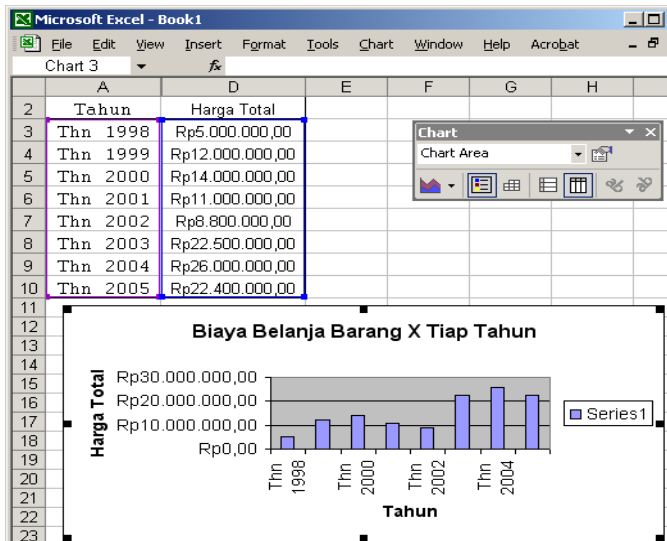 Microsoft Excel - Book1
File Edit View Insert Format Tools Chart Window Help Acrobat
Chart 3 fx
A D E F G H
2 Tahun Harga Total
3 Thn 1998 Rp5.000.000,00
Chart
4 Thn 1999 Rp12.000.000,00
Chart Area
5 Thn 2000 Rp14.000.000,00
6 Thn 2001 Rp11.000.000,00
7 Thn 2002 Rp8.800.000,00
8 Thn 2003 Rp22.500.000,00
9 Thn 2004 Rp26.000.000,00
10 Thn 2005 Rp22.400.000,00
11
12
13
14
15
16
17
18
19
20
21
22
23
Biaya Belanja Barang X Tiap Tahun
Harga Total
Rp30.000.000,00
Rp20.000.000,00
Rp10.000.000,00
Rp0,00
Series1
Thn 1998
Thn 2000
Thn 2002
Thn 2004
Tahun